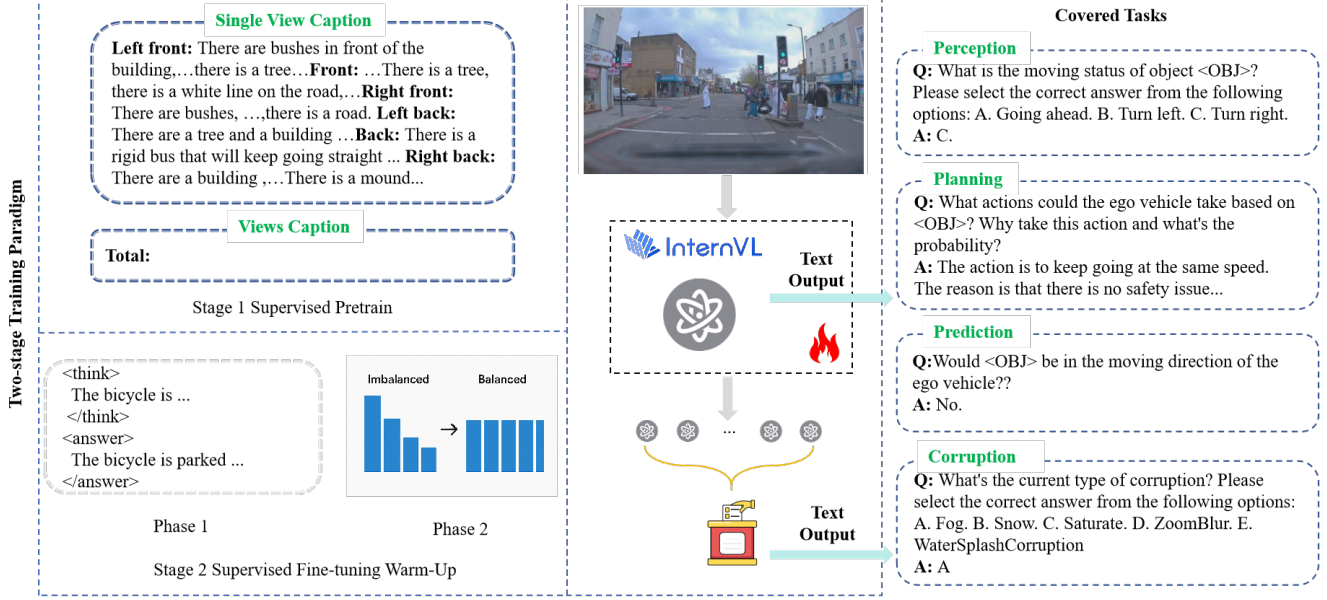 Two-stage Training Paradigm
Single View Caption
Left front: There are bushes in front of the
building,…there is a tree…Front: …There is a tree,
there is a white line on the road,…Right front:
There are bushes, …,there is a road. Left back:
There are a tree and a building …Back: There is a
rigid bus that will keep going straight ... Right back:
There are a building ,…There is a mound...
Views Caption
Total:
Stage 1 Supervised Pretrain
<think>
The bicycle is ...
</think>
<answer>
The bicycle is parked ...
</answer>
Phase 1
Imbalanced
Balanced
Phase 2
Stage 2 Supervised Fine-tuning Warm-Up
InternVL
Text
Output
...
Text
Output
Covered Tasks
Perception
Q: What is the moving status of object <OBJ>?
Please select the correct answer from the following
options: A. Going ahead. B. Turn left. C. Turn right.
A: C.
Planning
Q: What actions could the ego vehicle take based on
<OBJ>? Why take this action and what's the
probability?
A: The action is to keep going at the same speed.
The reason is that there is no safety issue...
Prediction
Q:Would <OBJ> be in the moving direction of the
ego vehicle??
A: No.
Corruption
Q: What's the current type of corruption? Please
select the correct answer from the following options:
A. Fog. B. Snow. C. Saturate. D. ZoomBlur. E.
WaterSplashCorruption
A: A